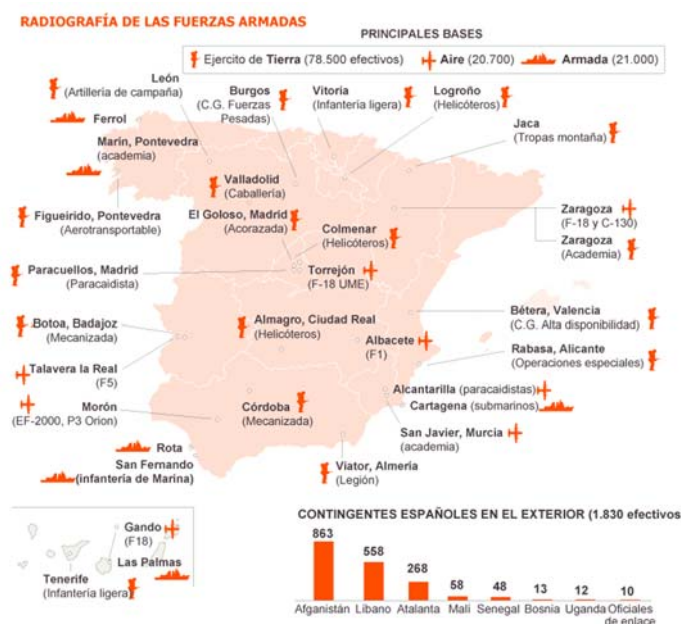 RADIOGRAFÍA DE LAS FUERZAS ARMADAS
PRINCIPALES BASES
Ejercito de Tierra (78.500 efectivos) Aire (20.700) Armada (21.000)
León
(Artillería de campaña)
Burgos
(C.G. Fuerzas
Pesadas)
Vitoría
(Infantería ligera)
Logroño
(Helicóteros)
Jaca
(Tropas montaña)
Ferrol
Marín, Pontevedra
(academia)
Valladolid
(Caballería)
Figueirido, Pontevedra
(Aerotransportable)
El Goloso, Madrid
(Acorazada)
Colmenar
(Helicóteros)
Zaragoza
(F-18 y C-130)
Zaragoza
(Academia)
Paracuellos, Madrid
(Paracaidista)
Torrejón
(F-18 UME)
Botoa, Badajoz
(Mecanizada)
Almagro, Ciudad Real
(Helicóteros)
Albacete
(F1)
Bétera, Valencia
(C.G. Alta disponibilidad)
Rabasa, Alicante
(Operaciones especiales)
Talavera la Real
(F5)
Morón
(EF-2000, P3 Orion)
Córdoba
(Mecanizada)
Alcantarilla (paracaidistas)
Cartagena (submarinos)
San Javier, Murcia
(academia)
Rota
San Fernando
(infantería de Marina)
Viator, Almería
(Legión)
Gando
(F18)
Las Palmas
Tenerife
(Infantería ligera)
CONTINGENTES ESPAÑOLES EN EL EXTERIOR (1.830 efectivos
863
558
268
58
48
13
12
10
Afganistán Líbano Atalanta Malí Senegal Bosnia Uganda Oficiales
de enlace